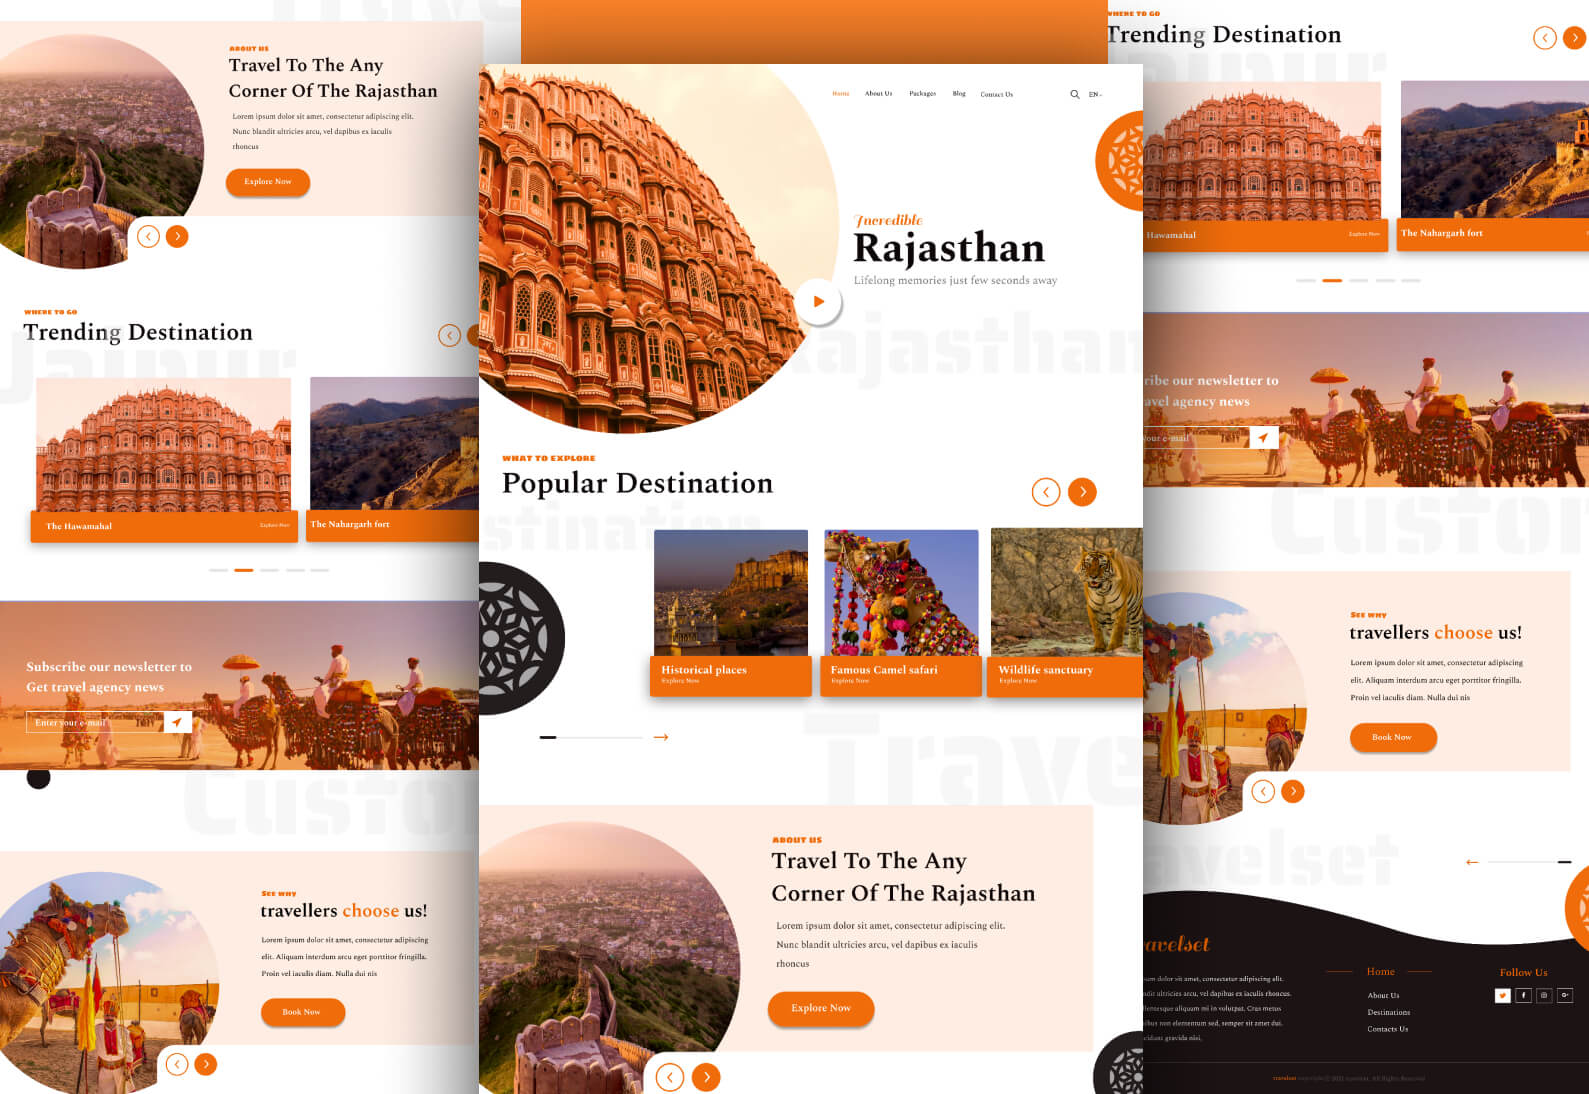 ABOUT US
Travel To The Any
Corner Of The Rajasthan
Lorem ipsum dolor sit amet, consectetur adipiscing elit.
Nunc blandit ultricies arcu, vel dapibus ex iaculis
rhoncus
Explore Now
WHERE TO GO
Trending Destination
Jaipur
The Hawamahal
Explore Now
The Nahargarh fort
Subscribe our newsletter to
Get travel agency news
Enter your e-mail
Custom
See why
travellers choose us!
Lorem ipsum dolor sit amet, consectetur adipiscing
elit. Aliquam interdum arcu eget porttitor fringilla.
Proin vel iaculis diam. Nulla dui nis
Book Now
Home
About Us
Packages
Blog
Contact Us
EN
Incredible
Rajasthan
Lifelong memories just few seconds away
Rajasthan
WHAT TO EXPLORE
Popular Destination
stination
Historical places
Explore Now
Famous Camel safari
Explore Now
Wildlife sanctuary
Explore Now
Travel
ABOUT US
Travel To The Any
Corner Of The Rajasthan
Lorem ipsum dolor sit amet, consectetur adipiscing elit.
Nunc blandit ultricies arcu, vel dapibus ex iaculis
rhoncus
Explore Now
WHERE TO GO
Trending Destination
Hawamahal
Explore Now
The Nahargarh fort
ribe our newsletter to
avel agency news
your e-mail
Custom
See why
travellers choose us!
Lorem ipsum dolor sit amet, consectetur adipiscing
elit. Aliquam interdum arcu eget porttitor fringilla.
Proin vel iaculis diam. Nulla dui nis
Book Now
avelset
avelset
sum dolor sit amet, consectetur adipiscing elit.
ndit ultricies arcu, vel dapibus ex iaculis rhoncus.
llentesque aliquam mi in volutpat. Cras metus
ibus non elementum sed, semper sit amet dui.
cidunt gravida nisi.
Home
About Us
Destinations
Contacts Us
Follow Us
travelset copyright © 2021 travelset. All Rights Reserved